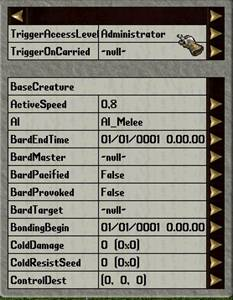 TriggerAccessLevel Administrator
TriggerOnCarried -null-
BaseCreature
ActiveSpeed 0,8
AI AI_Melee
BardEndTime 01/01/0001 0.00.00
BardMaster -null-
BardPacified False
BardProvoked False
BardTarget -null-
BondingBegin 01/01/0001 0.00.00
ColdDamage 0 (0x0)
ColdResistSeed 0 (0x0)
ControlDest (0, 0, 0)